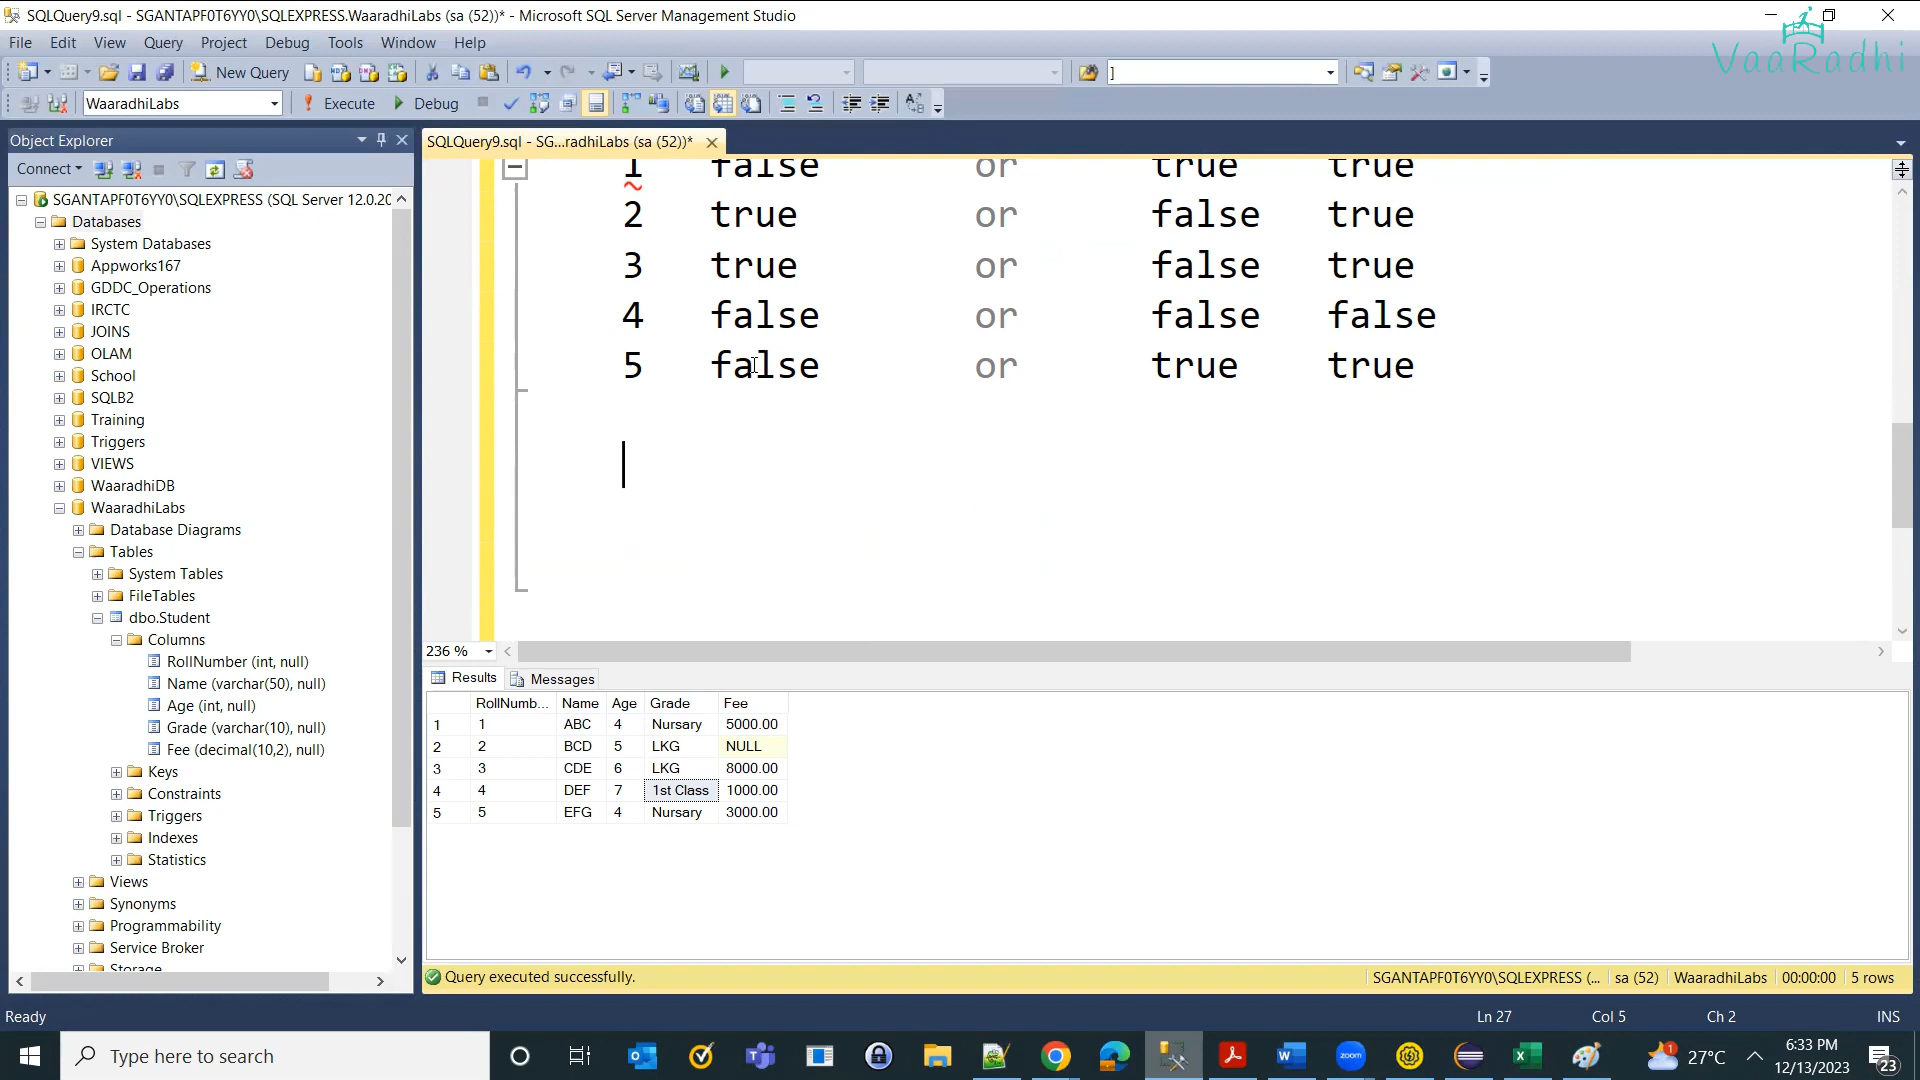 SQLQuery9.sql - SGANTAPF0T6YY0\SQLEXPRESS.WaaradhiLabs (sa (52))* - Microsoft SQL Server Management Studio
VaaRadhi
File Edit View Query Project Debug Tools Window Help
New Query ]
WaaradhiLabs Execute Debug
Object Explorer
SQLQuery9.sql - SG...radhiLabs (sa (52))*
Connect
SGANTAPF0T6YY0\SQLEXPRESS (SQL Server 12.0.20
Databases
System Databases
Appworks167
GDDC_Operations
IRCTC
JOINS
OLAM
School
SQLB2
Training
Triggers
VIEWS
WaaradhiDB
WaaradhiLabs
Database Diagrams
Tables
System Tables
FileTables
dbo.Student
Columns
RollNumber (int, null)
Name (varchar(50), null)
Age (int, null)
Grade (varchar(10), null)
Fee (decimal(10,2), null)
Keys
Constraints
Triggers
Indexes
Statistics
Views
Synonyms
Programmability
Service Broker
Storage
1 false or true true
2 true or false true
3 true or false true
4 false or false false
5 false or true true
236 %
Results Messages
RollNumb... Name Age Grade Fee
1 1 ABC 4 Nursary 5000.00
2 2 BCD 5 LKG NULL
3 3 CDE 6 LKG 8000.00
4 4 DEF 7 1st Class 1000.00
5 5 EFG 4 Nursary 3000.00
Query executed successfully. SGANTAPF0T6YY0\SQLEXPRESS (... sa (52) WaaradhiLabs 00:00:00 5 rows
Ready Ln 27 Col 5 Ch 2 INS
Type here to search
zoom
1
27°C
6:33 PM
12/13/2023
23